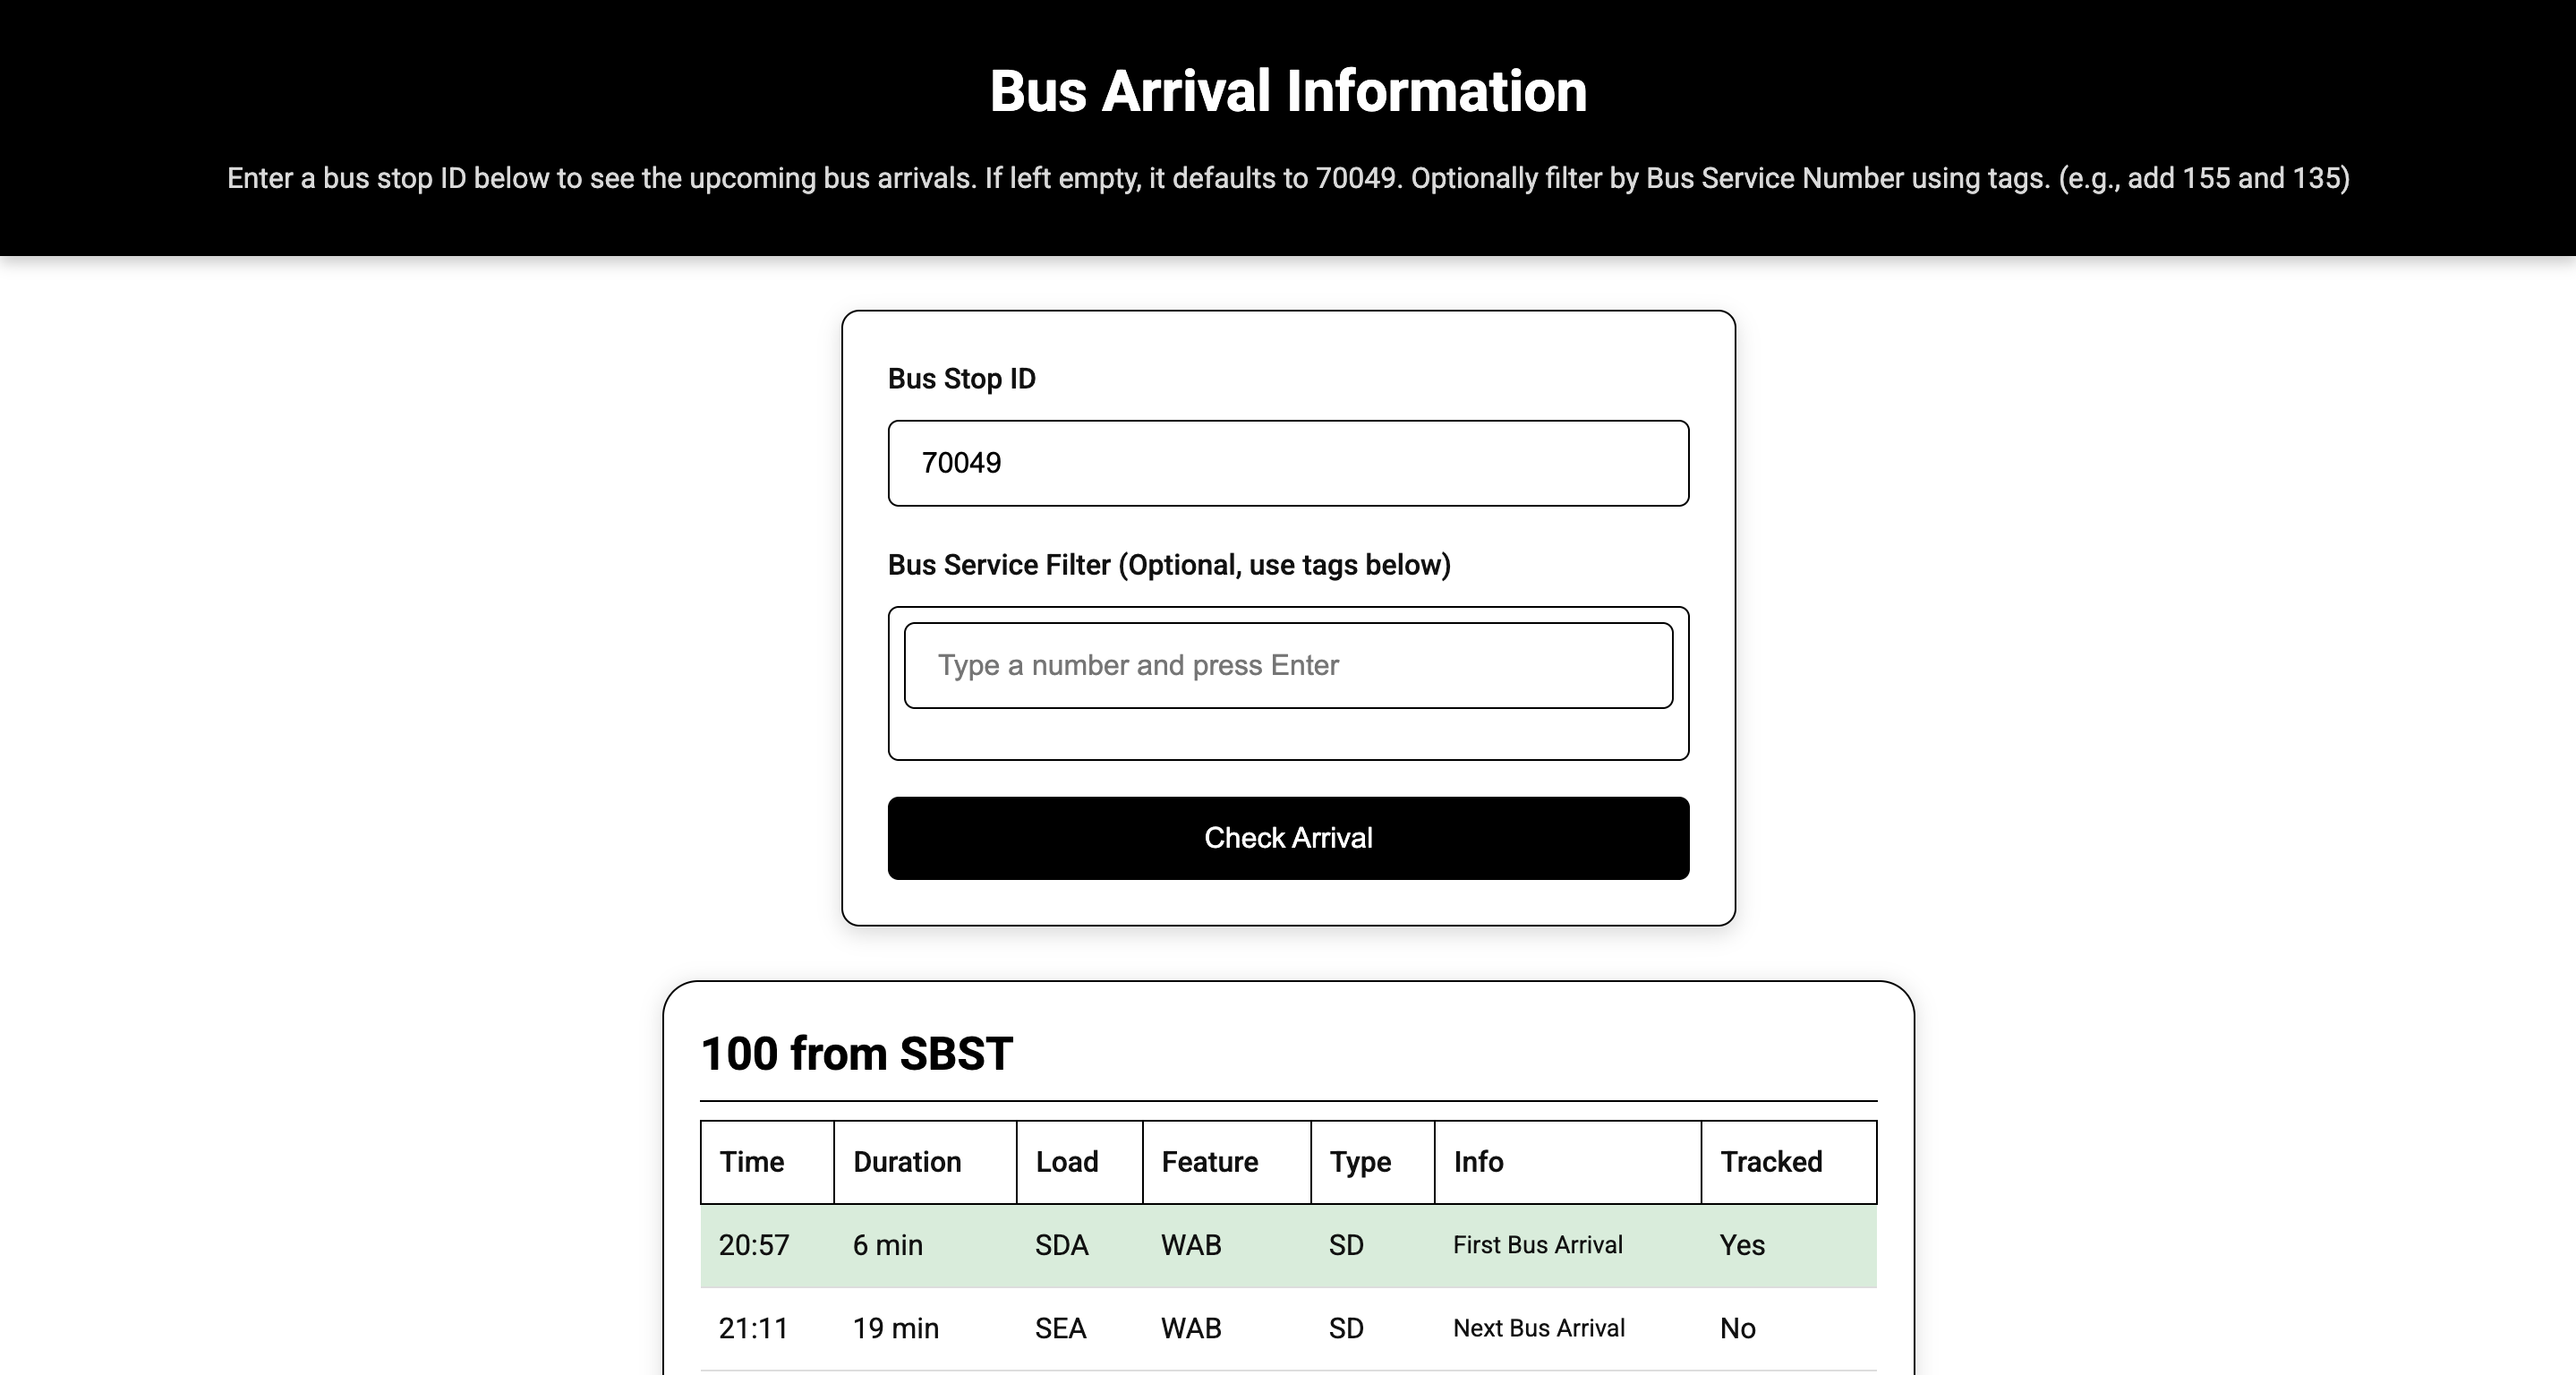 Bus Arrival Information
Enter a bus stop ID below to see the upcoming bus arrivals. If left empty, it defaults to 70049. Optionally filter by Bus Service Number using tags. (e.g., add 155 and 135)
Bus Stop ID
70049
Bus Service Filter (Optional, use tags below)
Type a number and press Enter
Check Arrival
100 from SBST
Time Duration Load Feature Type Info Tracked
20:57 6 min SDA WAB SD First Bus Arrival Yes
21:11 19 min SEA WAB SD Next Bus Arrival No